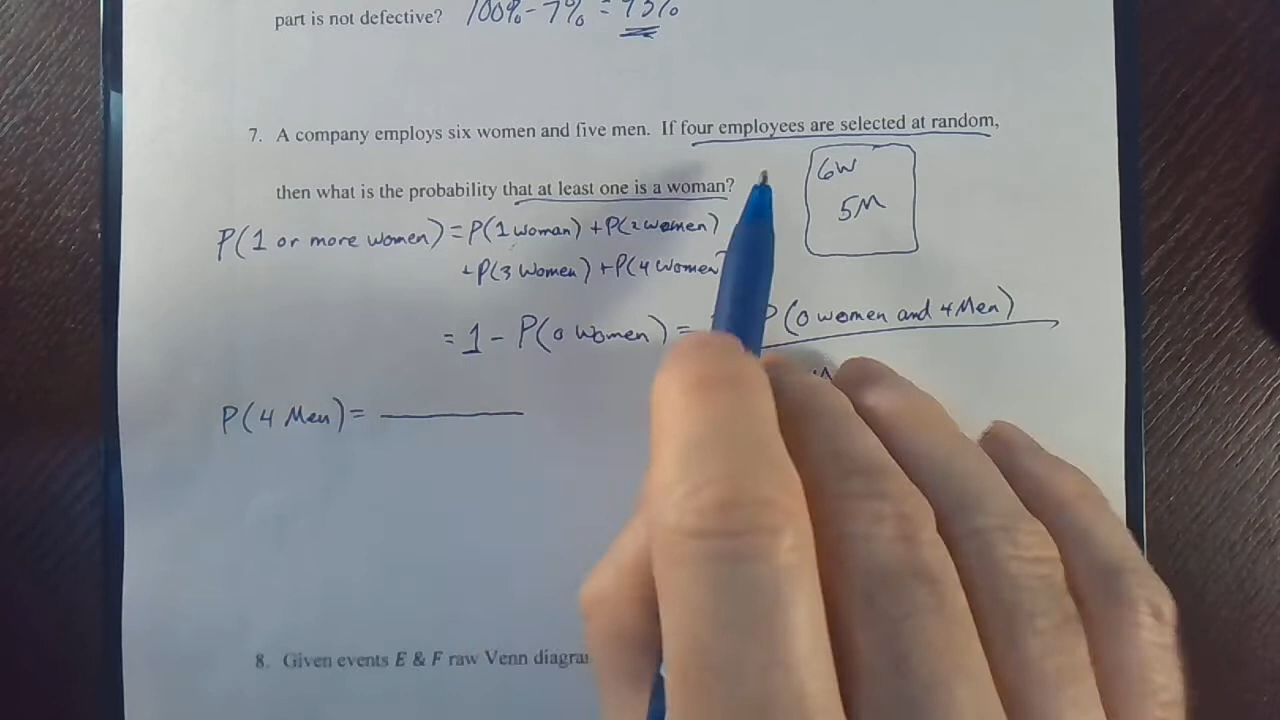 part is not defective? 100% - 7% = 93%
7. A company employs six women and five men. If four employees are selected at random,
then what is the probability that at least one is a woman?
6W
5M
P(1 or more women) = P(1 woman) + P(2 women)
+ P(3 women) + P(4 women
= 1 - P(0 women) = P(0 women and 4 Men)
P(4 Men) =
8. Given events E & F raw Venn diagra